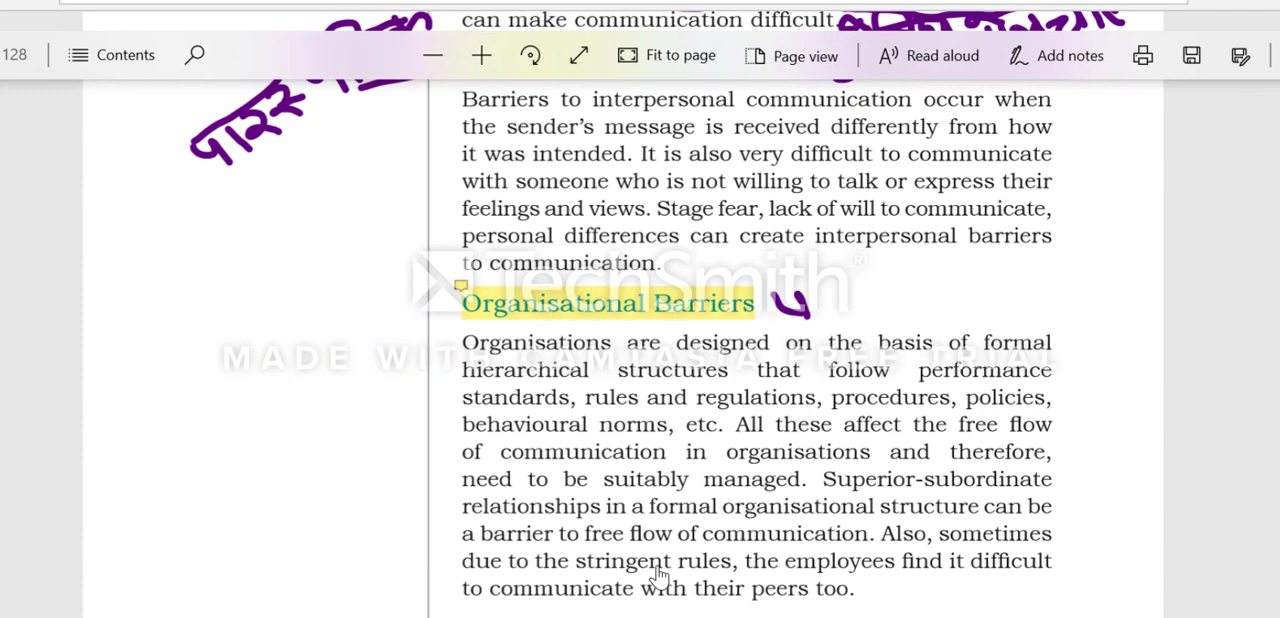 can make communication difficult.
128 Contents Fit to page Page view Read aloud Add notes
Barriers to interpersonal communication occur when
the sender's message is received differently from how
it was intended. It is also very difficult to communicate
with someone who is not willing to talk or express their
feelings and views. Stage fear, lack of will to communicate,
personal differences can create interpersonal barriers
to communication.
TechSmith®
Organisational Barriers
Organisations are designed on the basis of formal
MADE WITH CAMTASIA FREE TRIAL
hierarchical structures that follow performance
standards, rules and regulations, procedures, policies,
behavioural norms, etc. All these affect the free flow
of communication in organisations and therefore,
need to be suitably managed. Superior-subordinate
relationships in a formal organisational structure can be
a barrier to free flow of communication. Also, sometimes
due to the stringent rules, the employees find it difficult
to communicate with their peers too.